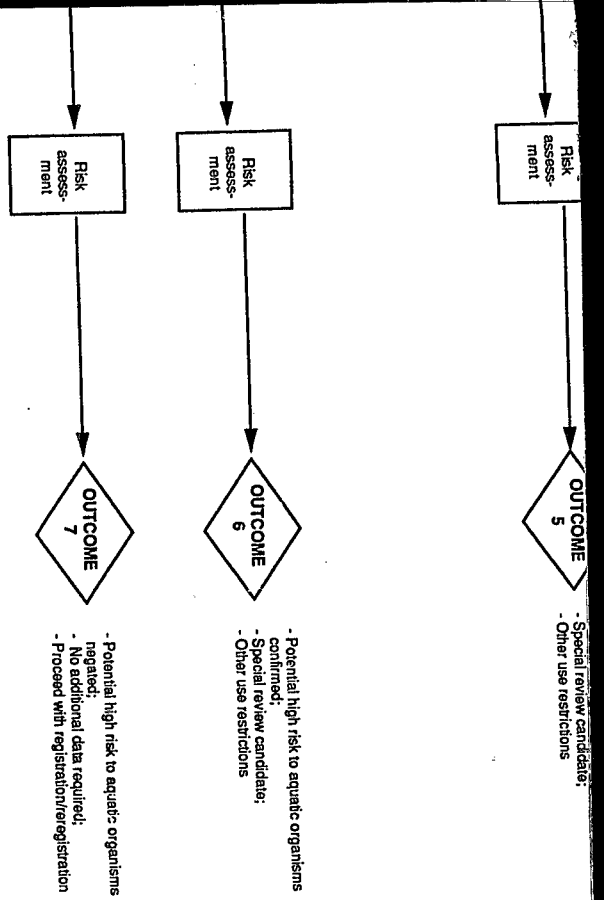 Risk
assess-
ment
OUTCOME
5
- Special review candidate;
- Other use restrictions
Risk
assess-
ment
OUTCOME
6
- Potential high risk to aquatic organisms
confirmed;
- Special review candidate;
- Other use restrictions
Risk
assess-
ment
OUTCOME
7
- Potential high risk to aquatic organisms
negated;
- No additional data required;
- Proceed with registration/reregistration